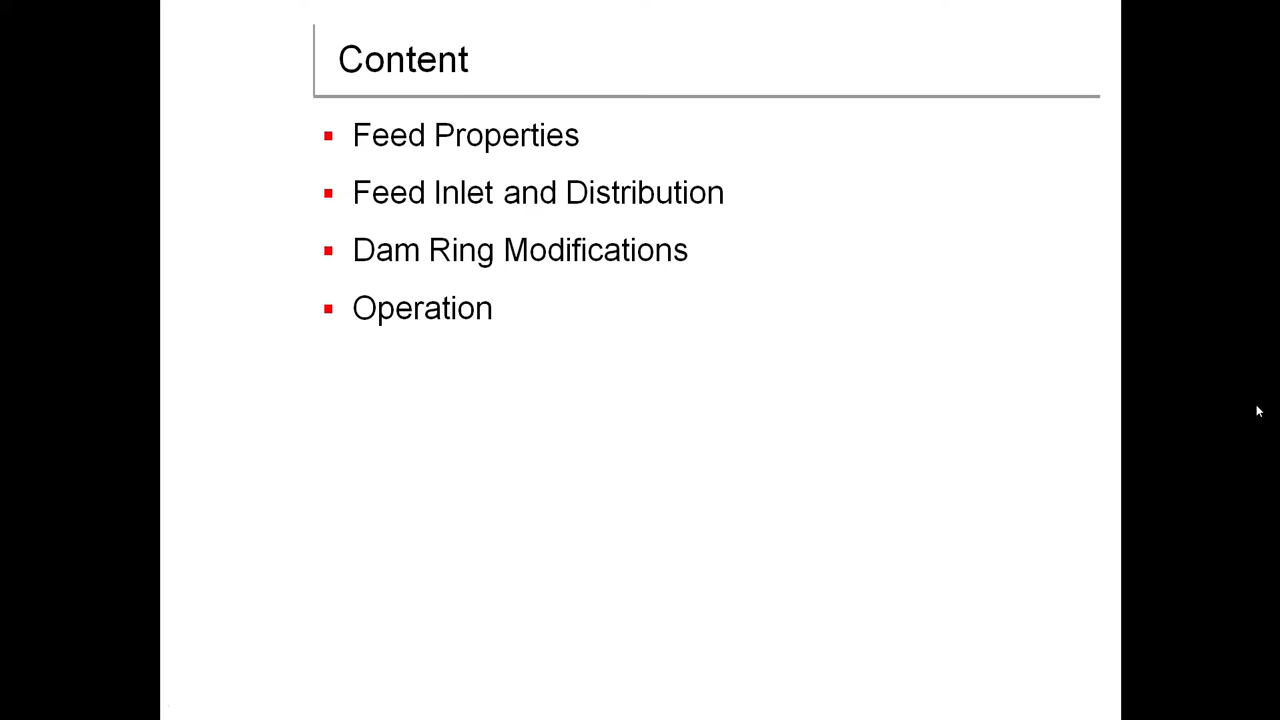 Content
Feed Properties
Feed Inlet and Distribution
Dam Ring Modifications
Operation